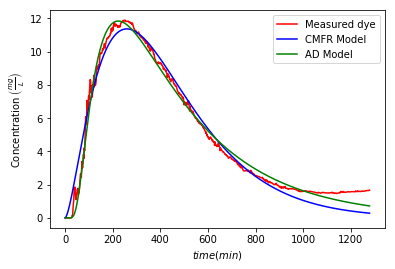 Measured dye
CMFR Model
AD Model
Concentration (mg/L)
12
10
8
6
4
2
0
0 200 400 600 800 1000 1200
time(min)